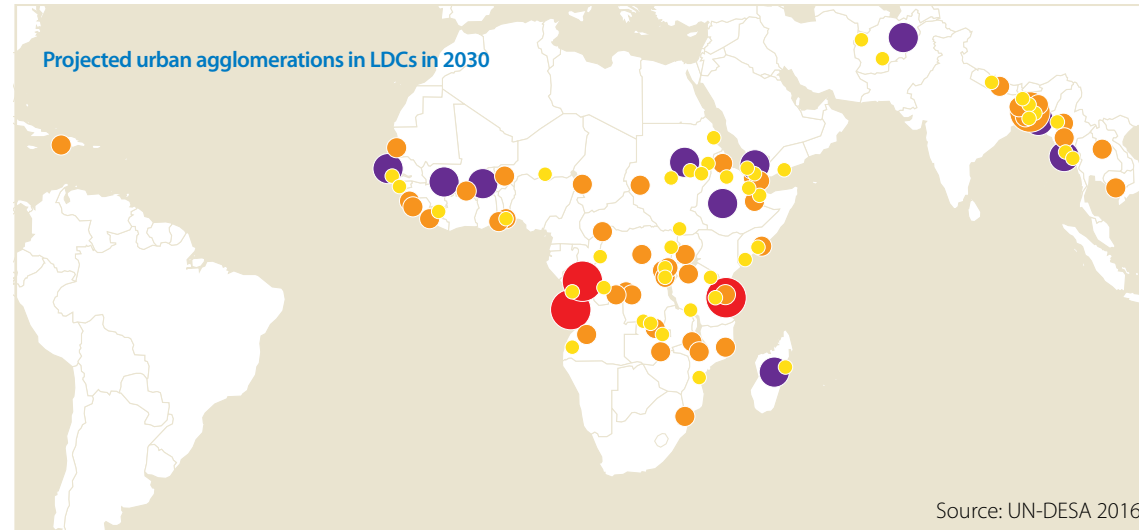 Projected urban agglomerations in LDCs in 2030
Source: UN-DESA 2016